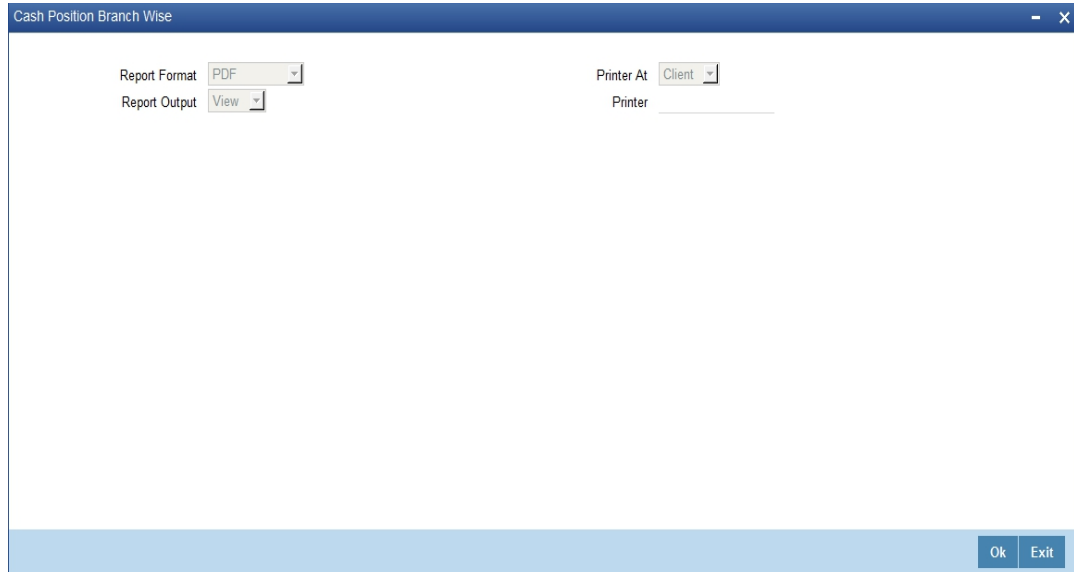 Cash Position Branch Wise
Report Format PDF Printer At Client
Report Output View Printer
Ok Exit